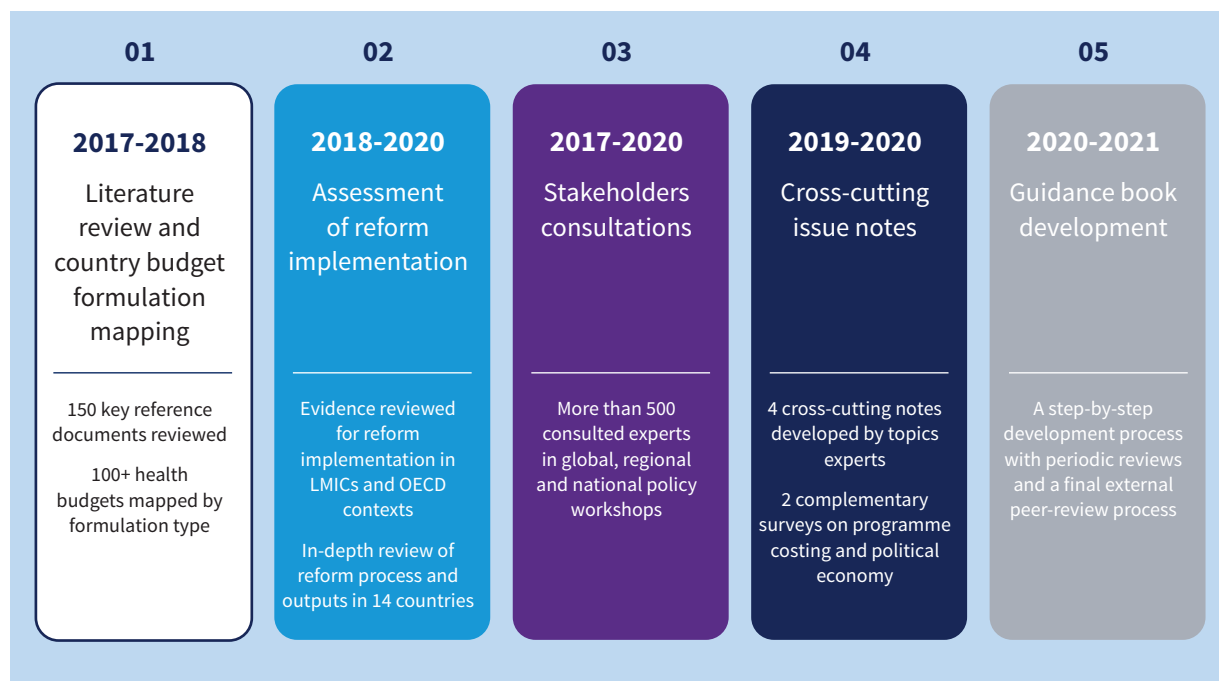 01
2017-2018
Literature
review and
country budget
formulation
mapping
150 key reference
documents reviewed
100+ health
budgets mapped by
formulation type
02
2018-2020
Assessment
of reform
implementation
Evidence reviewed
for reform
implementation in
LMICs and OECD
contexts
In-depth review of
reform process and
outputs in 14 countries
03
2017-2020
Stakeholders
consultations
More than 500
consulted experts
in global, regional
and national policy
workshops
04
2019-2020
Cross-cutting
issue notes
4 cross-cutting notes
developed by topics
experts
2 complementary
surveys on programme
costing and political
economy
05
2020-2021
Guidance book
development
A step-by-step
development process
with periodic reviews
and a final external
peer-review process